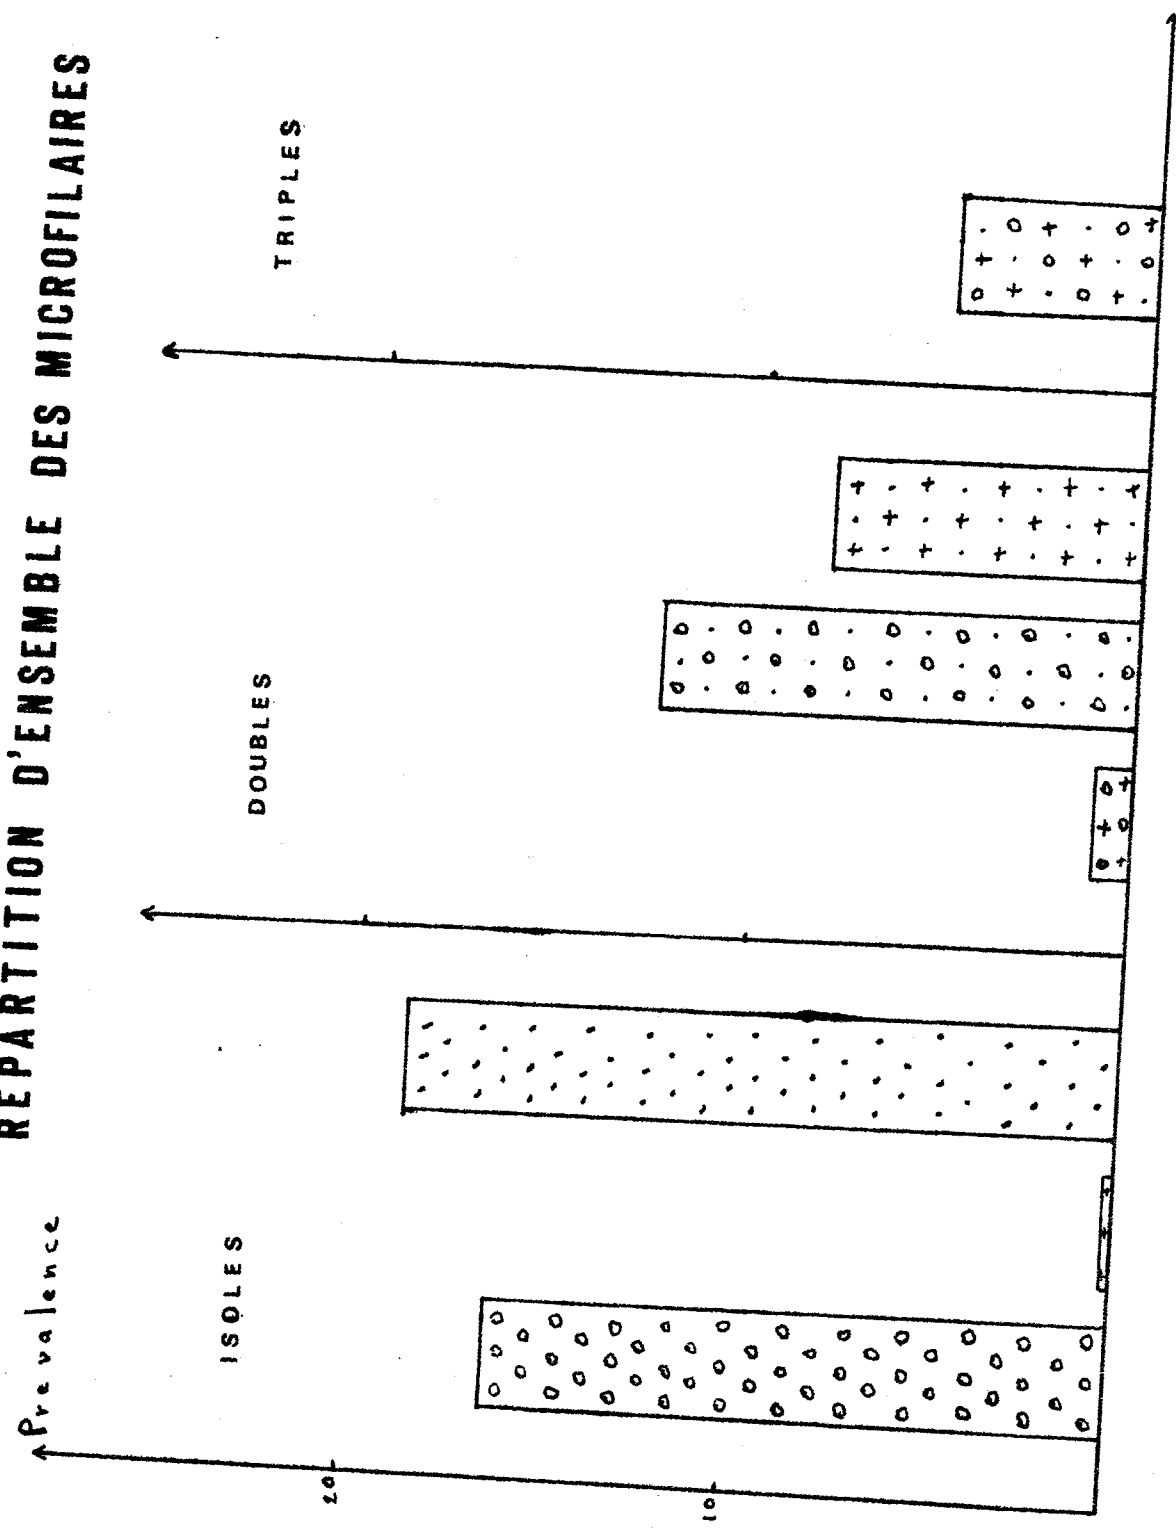 REPARTITION D'ENSEMBLE DES MICROFILAIRES
Prevalence
ISOLES
DOUBLES
TRIPLES
20
10